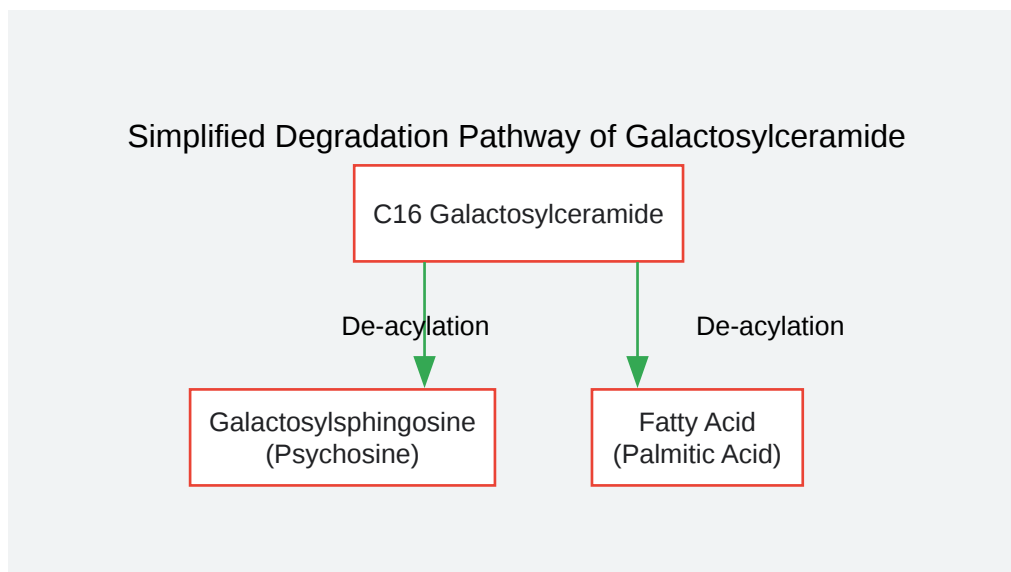 Simplified Degradation Pathway of Galactosylceramide
C16 Galactosylceramide
De-acylation
De-acylation
Galactosylsphingosine
(Psychosine)
Fatty Acid
(Palmitic Acid)